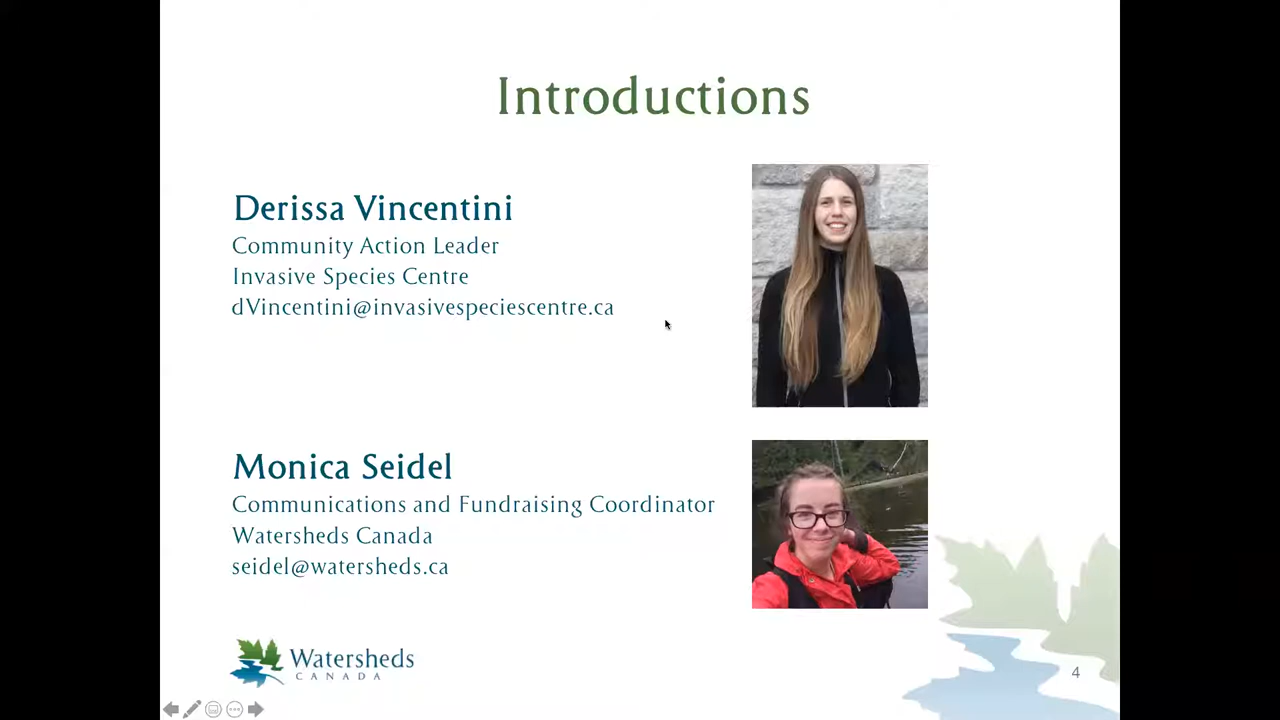 Introductions
Derissa Vincentini
Community Action Leader
Invasive Species Centre
dVincentini@invasivespeciescentre.ca
Monica Seidel
Communications and Fundraising Coordinator
Watersheds Canada
seidel@watersheds.ca
Watersheds
CANADA
4